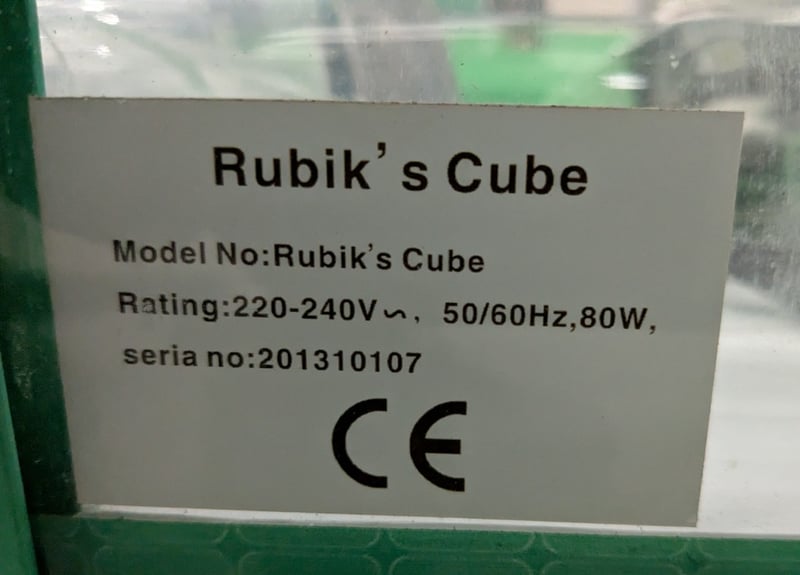 Rubik's Cube
Model No:Rubik's Cube
Rating:220-240V~, 50/60Hz,80W,
seria no:201310107
CE